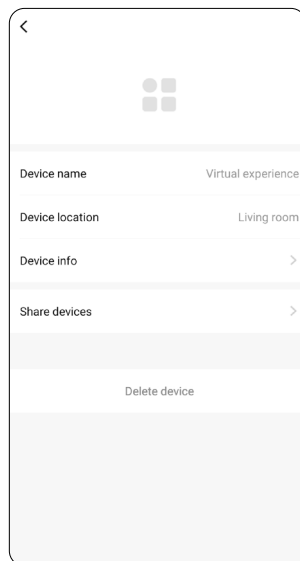 Device name
Virtual experience
Device location
Living room
Device info
Share devices
Delete device